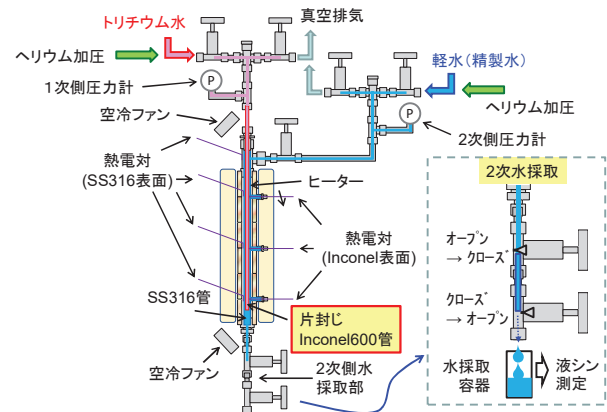 トリチウム水
真空排気
ヘリウム加圧
軽水（精製水）
P
1次側圧力計
P
ヘリウム加圧
空冷ファン
2次側圧力計
熱電対
(SS316表面)
ヒーター
2次水採取
オープン
→ クローズ
熱電対
(Inconel表面)
SS316管
クローズ
→ オープン
片封じ
Inconel600管
空冷ファン
2次側水
採取部
水採取
容器
液シン
測定